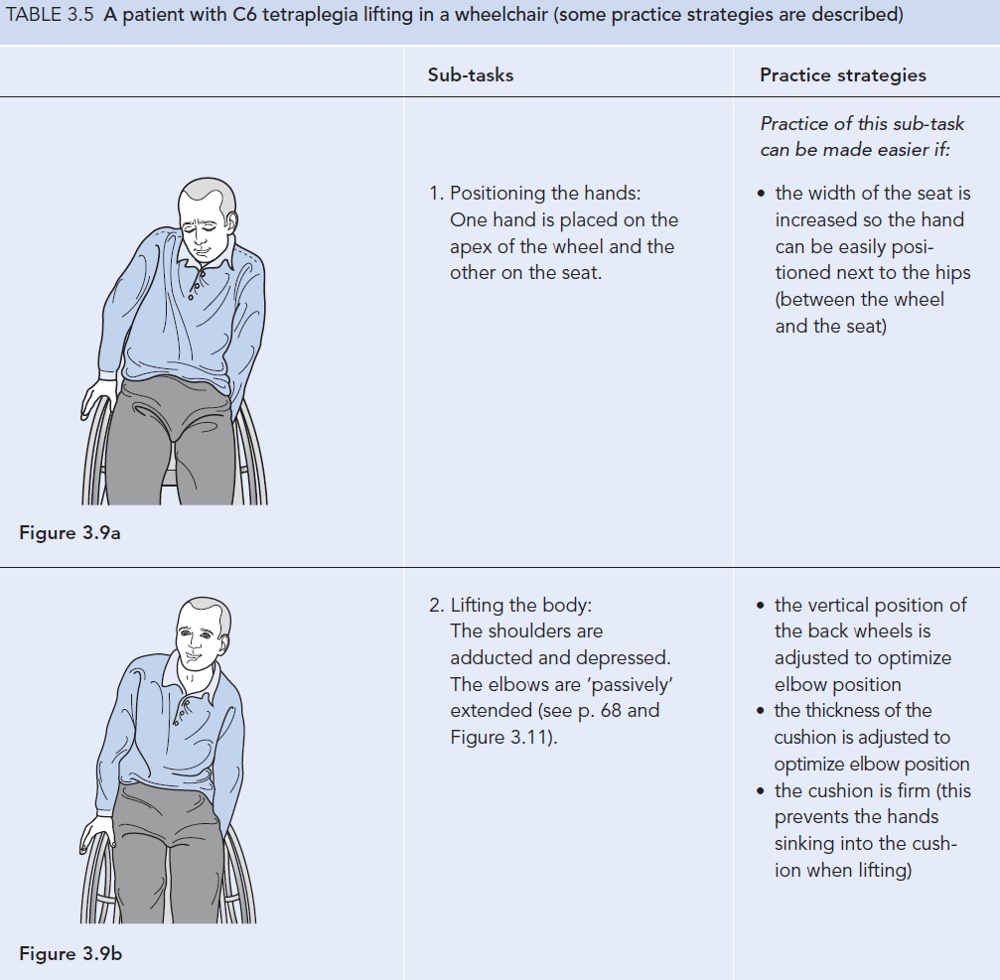 TABLE 3.5 A patient with C6 tetraplegia lifting in a wheelchair (some practice strategies are described)
Sub-tasks
Practice strategies
Practice of this sub-task
can be made easier if:
1. Positioning the hands:
One hand is placed on the
apex of the wheel and the
other on the seat.
• the width of the seat is
increased so the hand
can be easily posi-
tioned next to the hips
(between the wheel
and the seat)
Figure 3.9a
2. Lifting the body:
The shoulders are
adducted and depressed.
The elbows are ‘passively’
extended (see p. 68 and
Figure 3.11).
• the vertical position of
the back wheels is
adjusted to optimize
elbow position
• the thickness of the
cushion is adjusted to
optimize elbow position
• the cushion is firm (this
prevents the hands
sinking into the cush-
ion when lifting)
Figure 3.9b